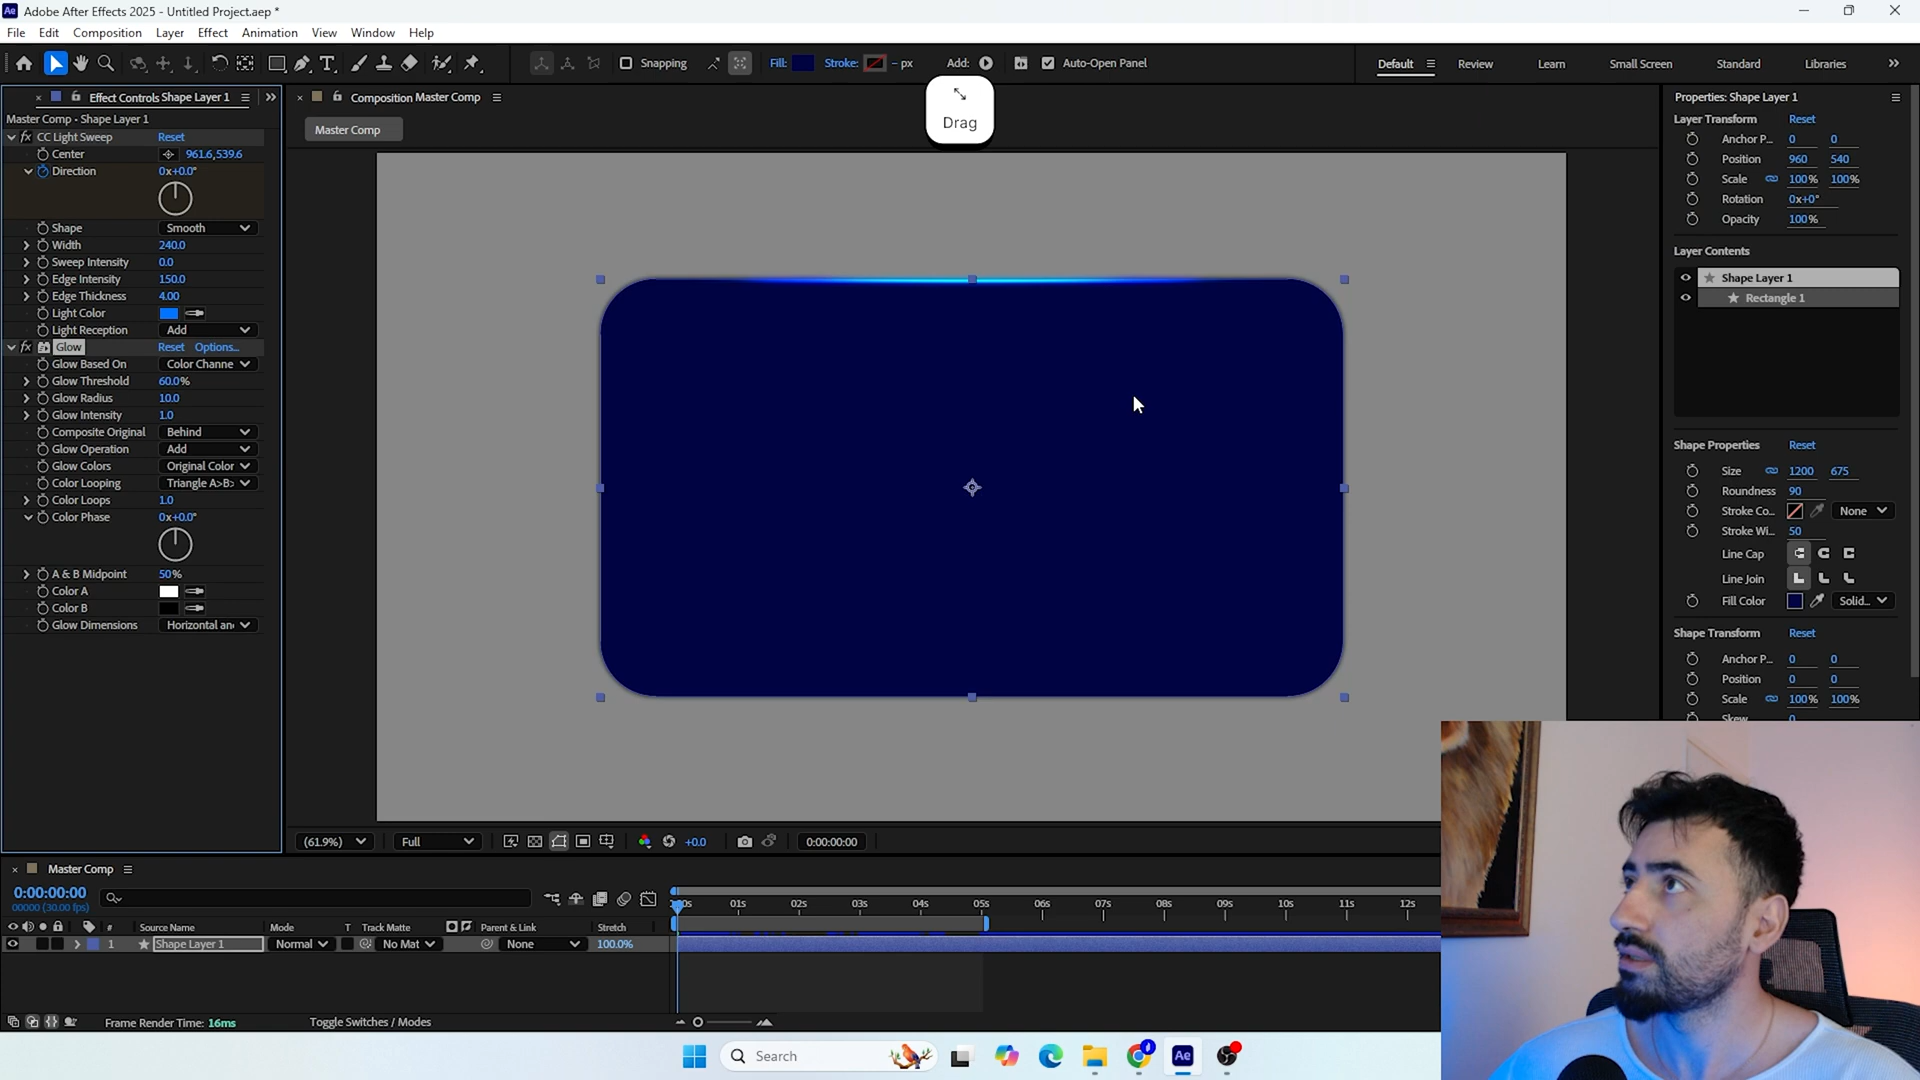 Adobe After Effects 2025 - Untitled Project.aep *
File Edit Composition Layer Effect Animation View Window Help
Snapping
Fill:
Stroke:
- px
Add:
Auto-Open Panel
Default
Review
Learn
Small Screen
Standard
Libraries
Drag
Effect Controls Shape Layer 1
Master Comp - Shape Layer 1
fx CC Light Sweep Reset
Center 961.6,539.6
Direction 0x+0.0°
Shape Smooth
Width 240.0
Sweep Intensity 0.0
Edge Intensity 150.0
Edge Thickness 4.00
Light Color
Light Reception Add
fx Glow Reset Options...
Glow Based On Color Channe
Glow Threshold 60.0%
Glow Radius 10.0
Glow Intensity 1.0
Composite Original Behind
Glow Operation Add
Glow Colors Original Color
Color Looping Triangle A>B>
Color Loops 1.0
Color Phase 0x+0.0°
A & B Midpoint 50%
Color A
Color B
Glow Dimensions Horizontal an
Composition Master Comp
Master Comp
(61.9%)
Full
+0.0
0:00:00:00
Properties: Shape Layer 1
Layer Transform Reset
Anchor P... 0 0
Position 960 540
Scale 100% 100%
Rotation 0x+0°
Opacity 100%
Layer Contents
Shape Layer 1
Rectangle 1
Shape Properties Reset
Size 1200 675
Roundness 90
Stroke Co... None
Stroke Wi... 50
Line Cap
Line Join
Fill Color Solid...
Shape Transform Reset
Anchor P... 0 0
Position 0 0
Scale 100% 100%
Skew 0
Master Comp
0:00:00:00
00000 (30.00 fps)
# Source Name Mode T Track Matte Parent & Link Stretch
1 Shape Layer 1 Normal No Mat None 100.0%
01s 02s 03s 04s 05s 06s 07s 08s 09s 10s 11s 12s
Frame Render Time: 16ms
Toggle Switches / Modes
Search
Ae